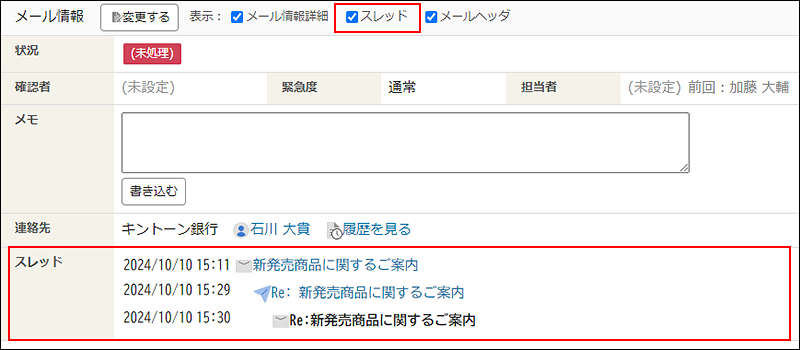 メール情報 変更する 表示： メール情報詳細 スレッド メールヘッダ
状況 (未処理)
確認者 (未設定) 緊急度 通常 担当者 (未設定) 前回：加藤 大輔
メモ
書き込む
連絡先 キントーン銀行 石川 大貴 履歴を見る
スレッド 2024/10/10 15:11 新発売商品に関するご案内
2024/10/10 15:29 Re: 新発売商品に関するご案内
2024/10/10 15:30 Re:新発売商品に関するご案内